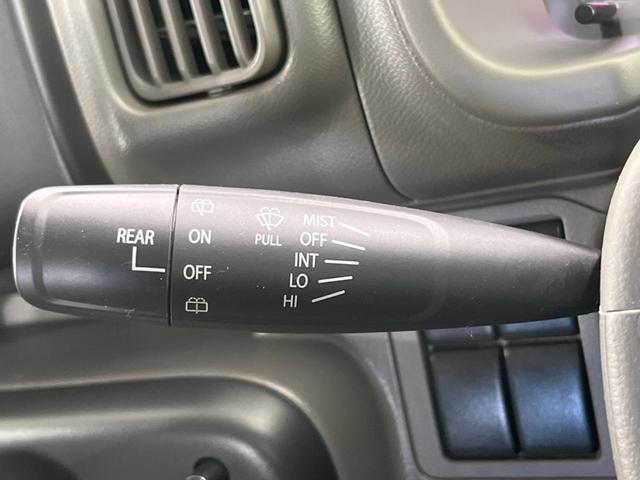 REAR
ON
OFF
PULL
MIST
OFF
INT
LO
HI